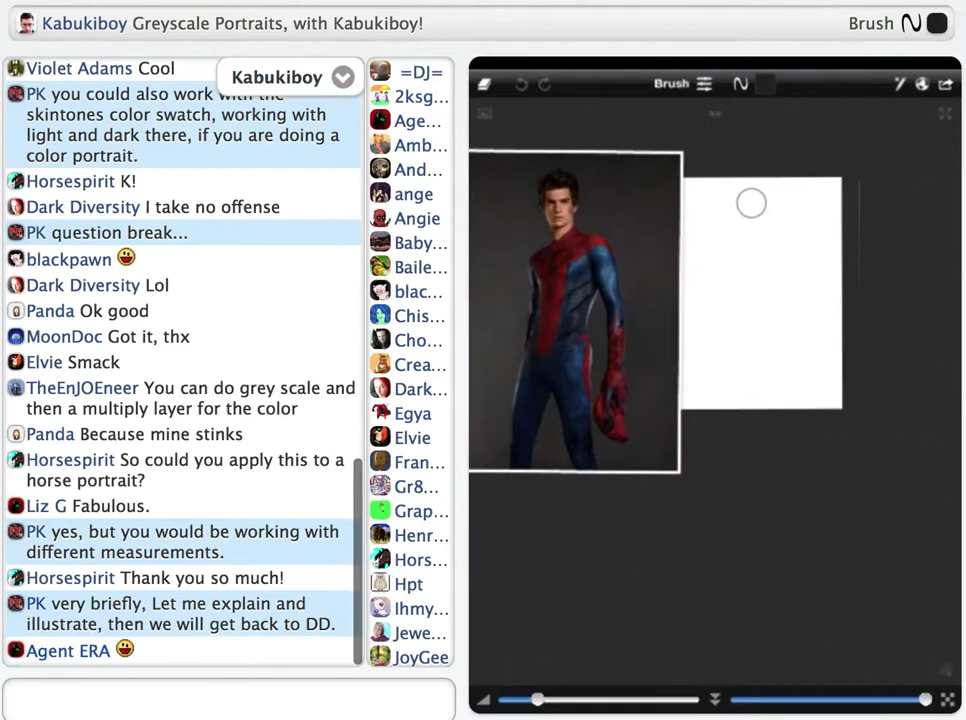 Kabukiboy Greyscale Portraits, with Kabukiboy!
Brush
Violet Adams Cool
Kabukiboy
PK you could also work with the
skintones color swatch, working with
light and dark there, if you are doing a
color portrait.
Horsespirit K!
Dark Diversity I take no offense
PK question break...
blackpawn
Dark Diversity Lol
Panda Ok good
MoonDoc Got it, thx
Elvie Smack
TheEnJOEneer You can do grey scale and
then a multiply layer for the color
Panda Because mine stinks
Horsespirit So could you apply this to a
horse portrait?
Liz G Fabulous.
PK yes, but you would be working with
different measurements.
Horsespirit Thank you so much!
PK very briefly, Let me explain and
illustrate, then we will get back to DD.
Agent ERA
=DJ=
2ksg...
Age...
Amb...
And...
ange
Angie
Baby...
Baile...
blac...
Chis...
Cho...
Crea...
Dark...
Egya
Elvie
Fran...
Gr8...
Grap...
Henr...
Hors...
Hpt
Ihmy...
Jewe...
JoyGee
Brush